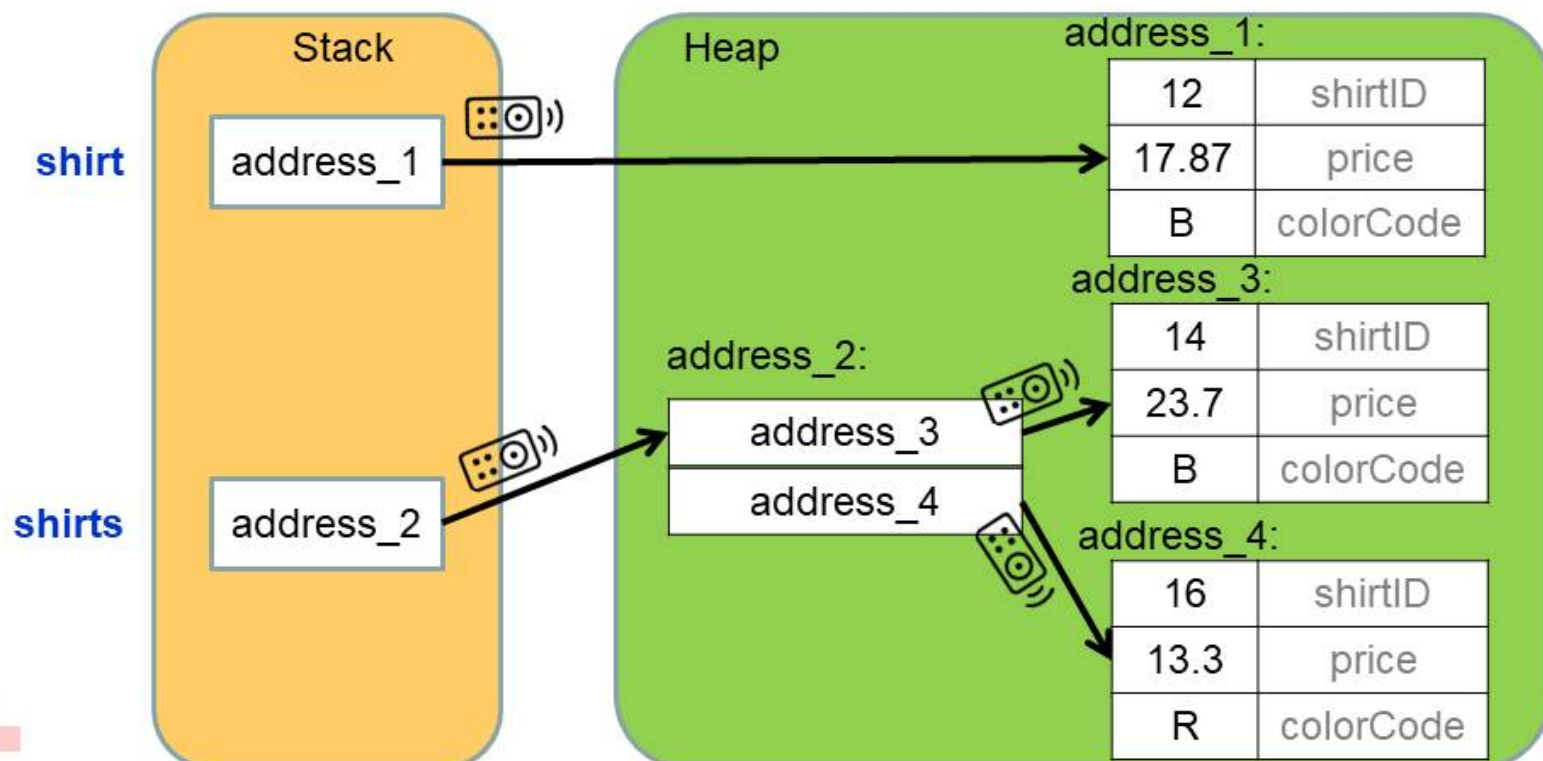 Stack
Heap
address_1:
12 shirtID
shirt address_1 17.87 price
B colorCode
address_3:
14 shirtID
address_2:
23.7 price
address_3
B colorCode
address_4
shirts address_2
address_4:
16 shirtID
13.3 price
R colorCode